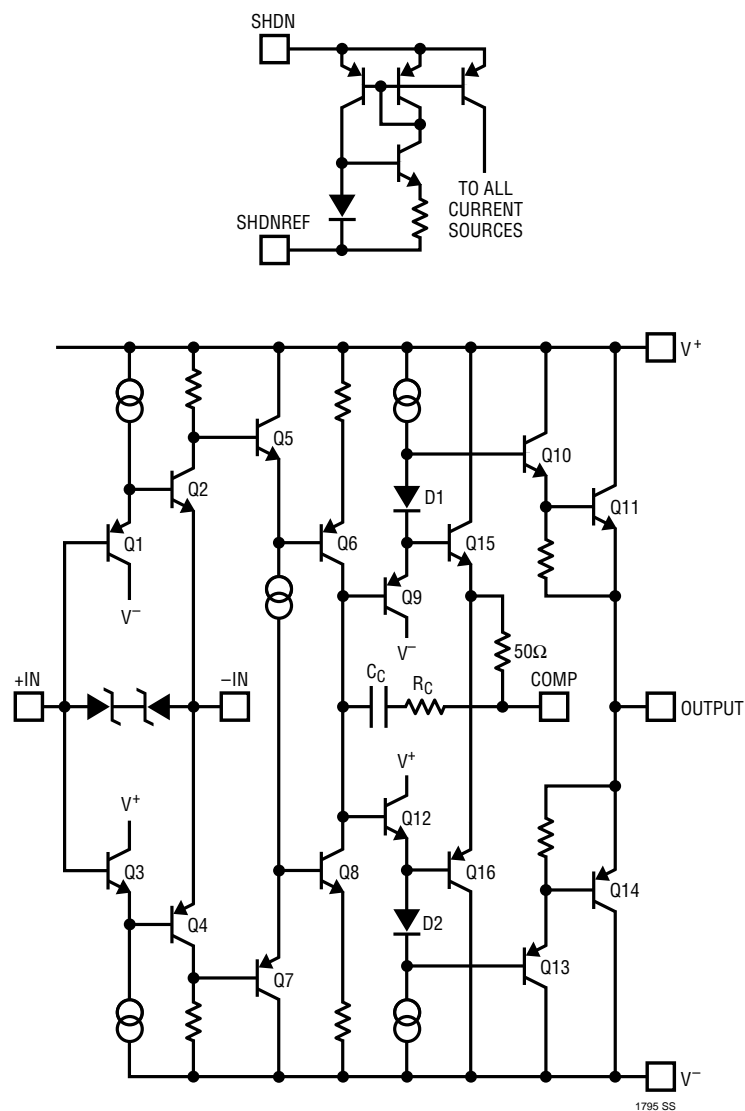 SHDN
TO ALL
CURRENT
SOURCES
SHDNREF
V+
Q5
Q10
Q2
D1
Q11
Q1
Q6
Q15
V–
Q9
V–
50Ω
+IN
–IN
CC
RC
COMP
OUTPUT
V+
V+
Q12
Q3
Q8
Q16
Q14
Q4
D2
Q7
Q13
V–
1795 SS